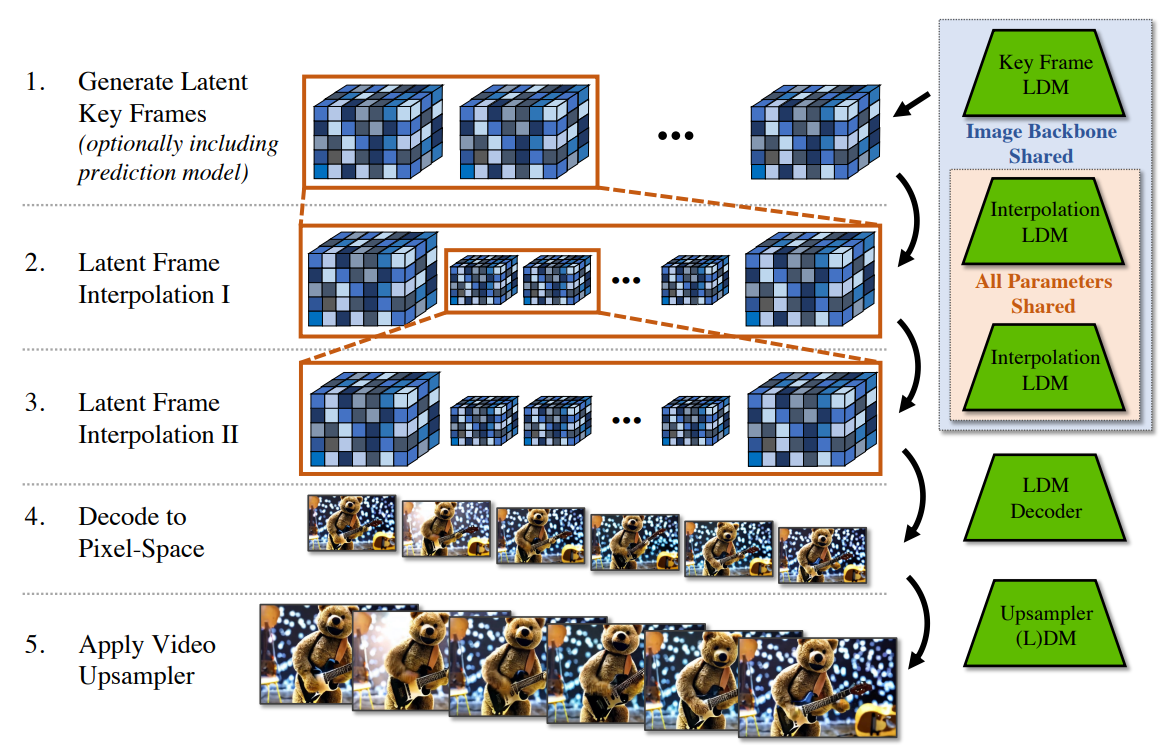 1. Generate Latent
Key Frames
(optionally including
prediction model)
Key Frame
LDM
Image Backbone
Shared
2. Latent Frame
Interpolation I
Interpolation
LDM
All Parameters
Shared
3. Latent Frame
Interpolation II
Interpolation
LDM
4. Decode to
Pixel-Space
LDM
Decoder
5. Apply Video
Upsampler
Upsampler
(L)DM